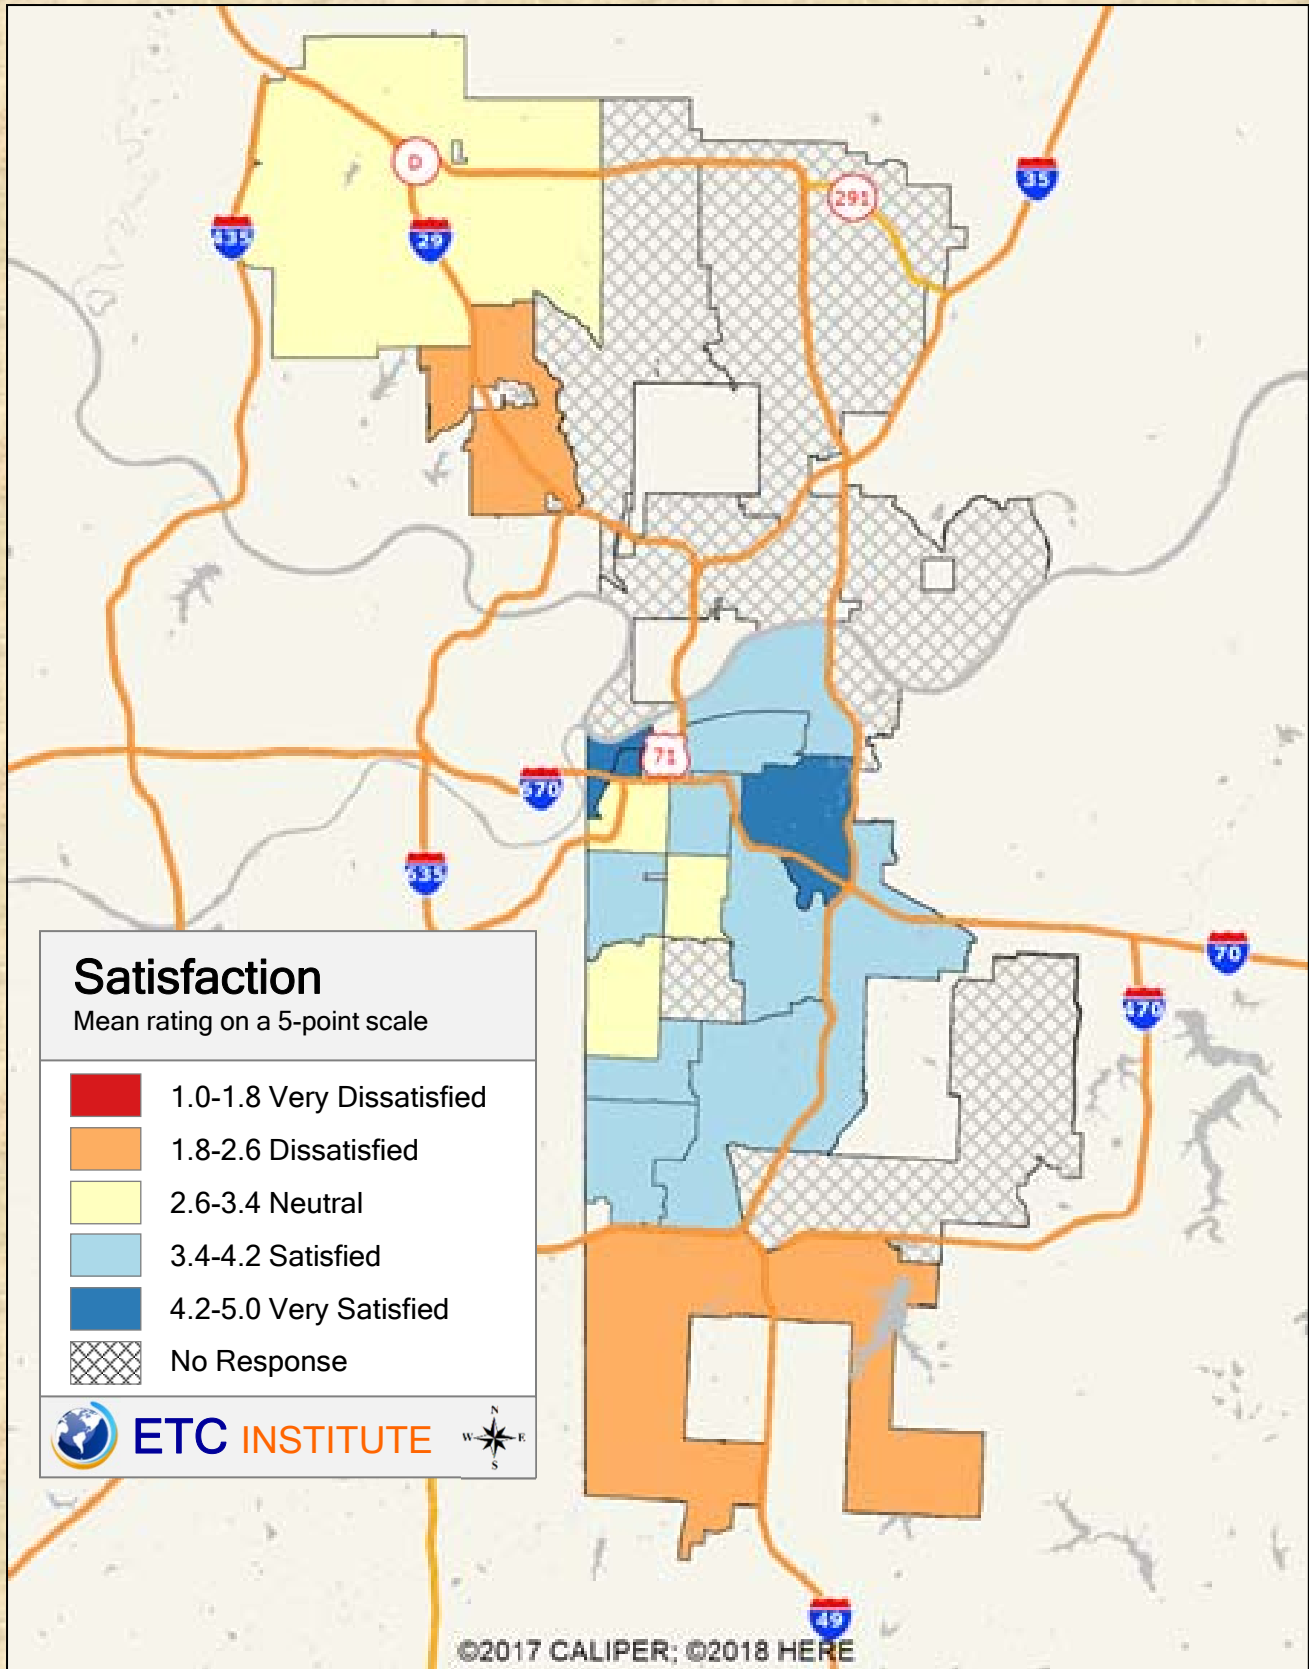 D
291
35
435
29
71
670
635
70
470
Satisfaction
Mean rating on a 5-point scale
1.0-1.8 Very Dissatisfied
1.8-2.6 Dissatisfied
2.6-3.4 Neutral
3.4-4.2 Satisfied
4.2-5.0 Very Satisfied
No Response
ETC INSTITUTE
N
W E
S
49
©2017 CALIPER; ©2018 HERE